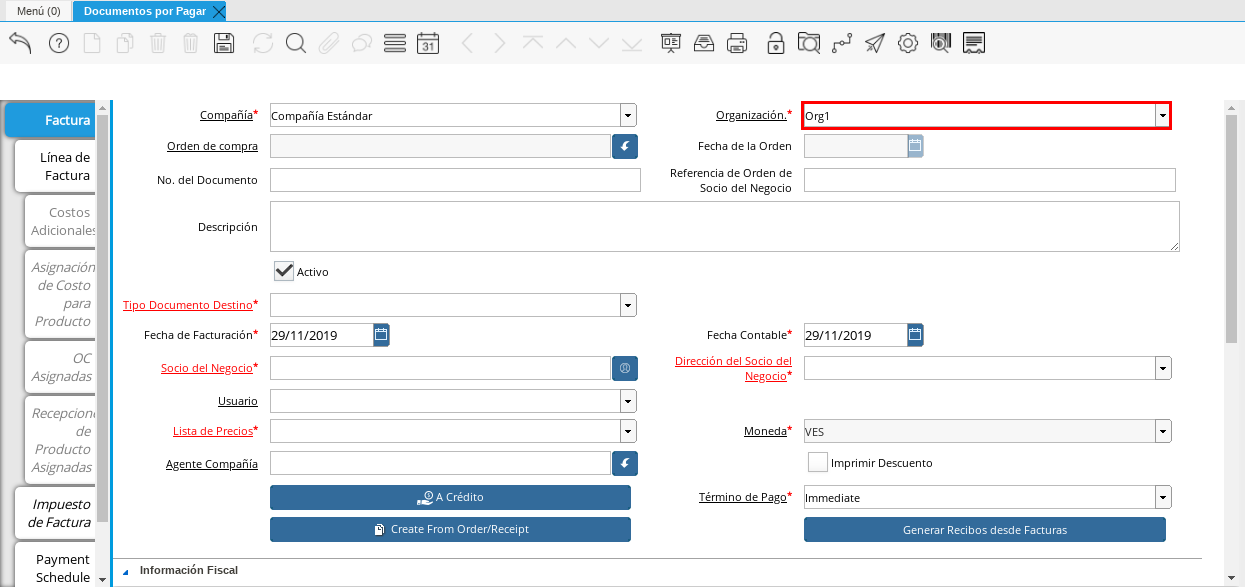 Menú (0)
Documentos por Pagar
31
Factura
Línea de
Factura
Costos
Adicionales
Asignación
de Costo
para
Producto
OC
Asignadas
de
Producto
Asignadas
Impuesto
de Factura
Payment
Schedule
Compañía*
Compañía Estándar
Organización.*
Org1
Orden de compra
Fecha de la Orden
No. del Documento
Referencia de Orden de
Socio del Negocio
Descripción
Activo
Tipo Documento Destino*
Fecha de Facturación*
29/11/2019
Fecha Contable*
29/11/2019
Socio del Negocio*
Dirección del Socio del
Negocio*
Usuario
Lista de Precios*
Moneda*
VES
Agente Compañía
Imprimir Descuento
A Crédito
Término de Pago*
Immediate
Create From Order/Receipt
Generar Recibos desde Facturas
Información Fiscal